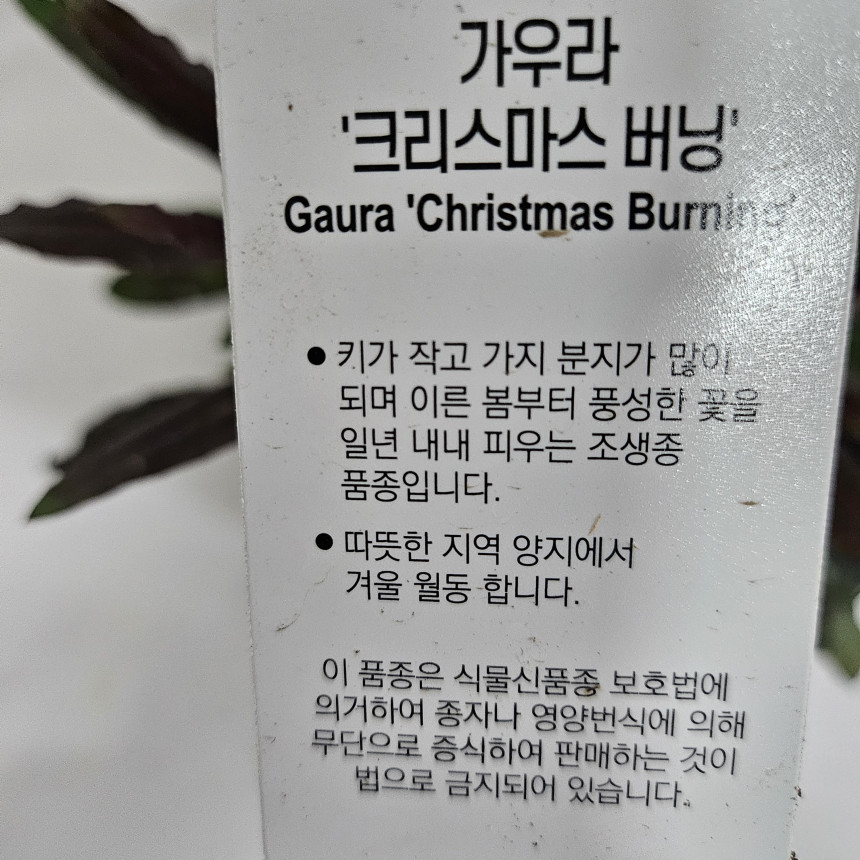 가우라
'크리스마스 버닝'
Gaura 'Christmas Burning'
● 키가 작고 가지 분지가 많이
되며 이른 봄부터 풍성한 꽃을
일년 내내 피우는 조생종
품종입니다.
● 따뜻한 지역 양지에서
겨울 월동 합니다.
이 품종은 식물신품종 보호법에
의거하여 종자나 영양번식에 의해
무단으로 증식하여 판매하는 것이
법으로 금지되어 있습니다.